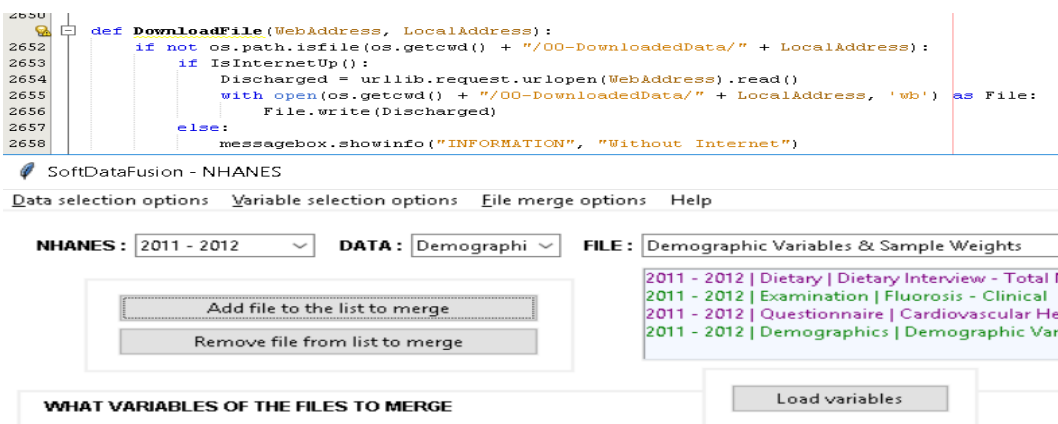 2650
def DownloadFile(WebAddress, LocalAddress):
2652 if not os.path.isfile(os.getcwd() + "/00-DownloadedData/" + LocalAddress):
2653 if IsInternetUp():
2654 Discharged = urllib.request.urlopen(WebAddress).read()
2655 with open(os.getcwd() + "/00-DownloadedData/" + LocalAddress, 'wb') as File:
2656 File.write(Discharged)
2657 else:
2658 messagebox.showinfo("INFORMATION", "Without Internet")
SoftDataFusion - NHANES
Data selection options Variable selection options File merge options Help
NHANES : 2011 - 2012 DATA : Demographi FILE : Demographic Variables & Sample Weights
2011 - 2012 | Dietary | Dietary Interview - Total
2011 - 2012 | Examination | Fluorosis - Clinical
2011 - 2012 | Questionnaire | Cardiovascular He
2011 - 2012 | Demographics | Demographic Var
Add file to the list to merge
Remove file from list to merge
WHAT VARIABLES OF THE FILES TO MERGE
Load variables